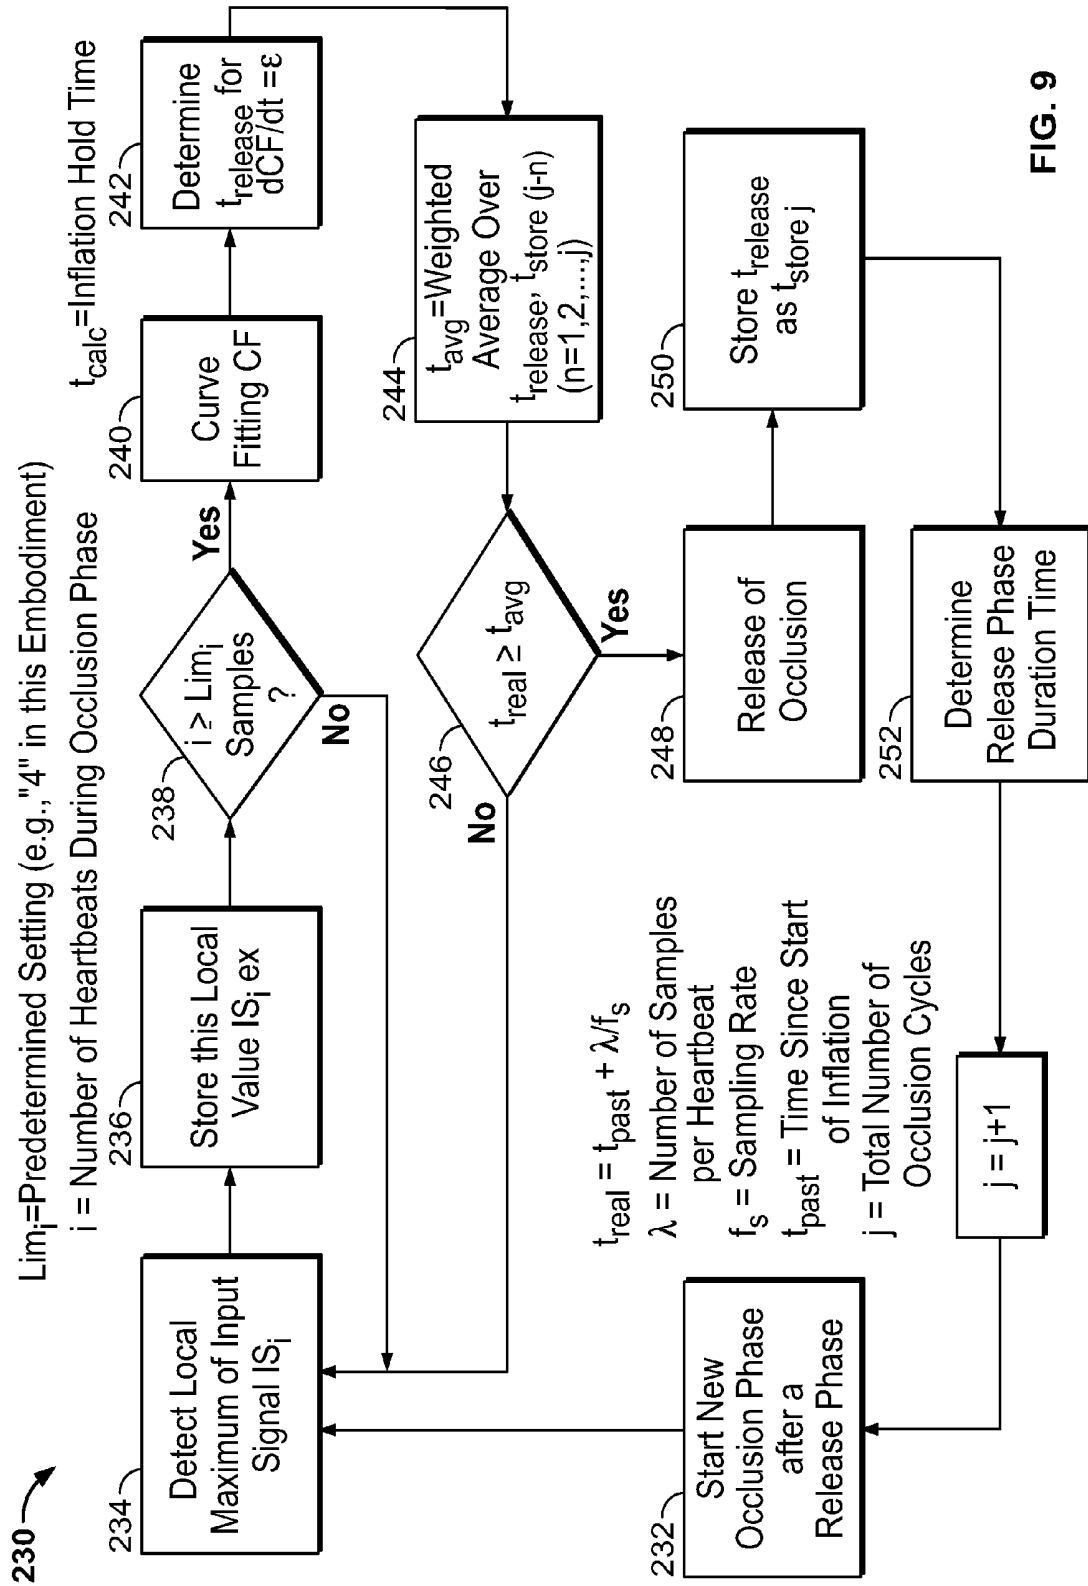 230
Lim_i=Predetermined Setting (e.g.,"4" in this Embodiment)
i = Number of Heartbeats During Occlusion Phase
t_calc=Inflation Hold Time
234
Detect Local
Maximum of Input
Signal IS_i
236
Store this Local
Value IS_i ex
238
i ≥ Lim_i
Samples
?
Yes
No
240
Curve
Fitting CF
242
Determine
t_release for
dCF/dt =ε
244
t_avg=Weighted
Average Over
t_release, t_store (j-n)
(n=1,2,...,j)
246
t_real ≥ t_avg
No
Yes
248
Release of
Occlusion
250
Store t_release
as t_store j
252
Determine
Release Phase
Duration Time
j = j+1
232
Start New
Occlusion Phase
after a
Release Phase
t_real = t_past + λ/f_s
λ = Number of Samples
per Heartbeat
f_s = Sampling Rate
t_past = Time Since Start
of Inflation
j = Total Number of
Occlusion Cycles
FIG. 9